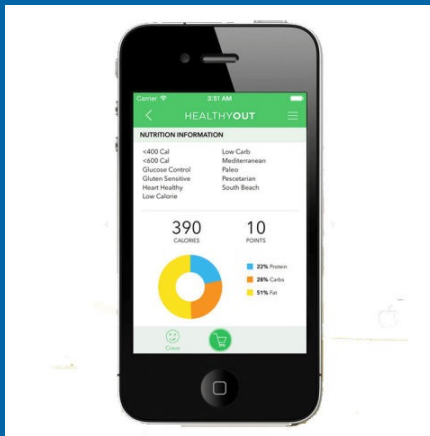 Carrier 3:51 AM
HEALTHYOUT
NUTRITION INFORMATION
<400 Cal Low Carb
<600 Cal Mediterranean
Glucose Control Paleo
Gluten Sensitive Pescetarian
Heart Healthy South Beach
Low Calorie
390 10
CALORIES POINTS
22% Protein
26% Carbs
51% Fat
Crave